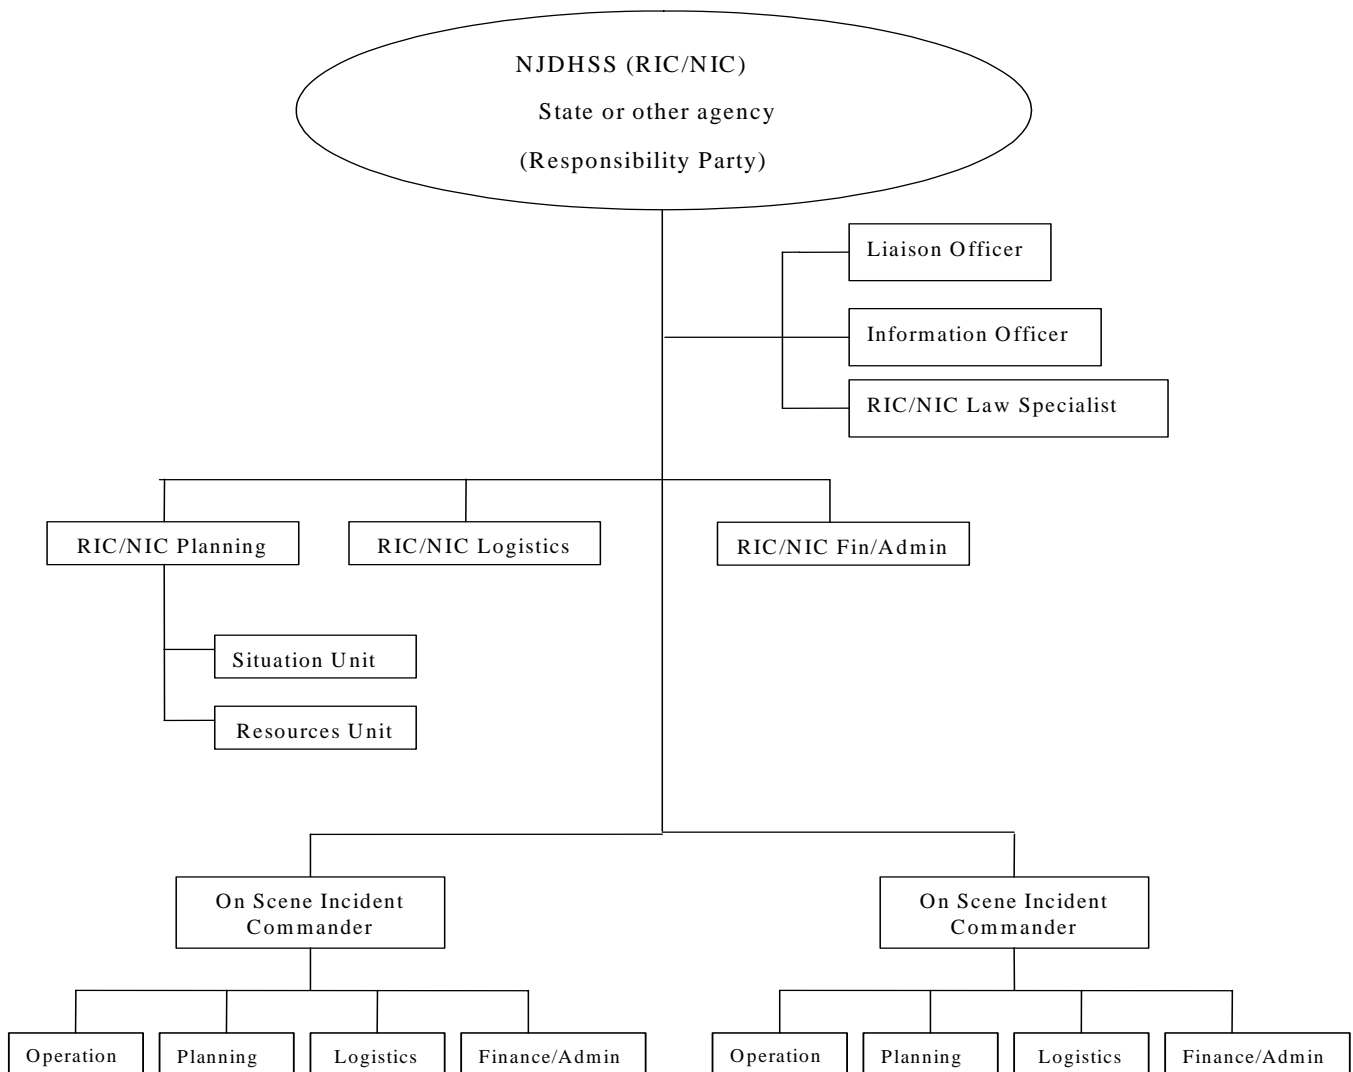 NJDHSS (RIC/NIC)
State or other agency
(Responsibility Party)
Liaison Officer
Information Officer
RIC/NIC Law Specialist
RIC/NIC Planning
RIC/NIC Logistics
RIC/NIC Fin/Admin
Situation Unit
Resources Unit
On Scene Incident
Commander
On Scene Incident
Commander
Operation
Planning
Logistics
Finance/Admin
Operation
Planning
Logistics
Finance/Admin